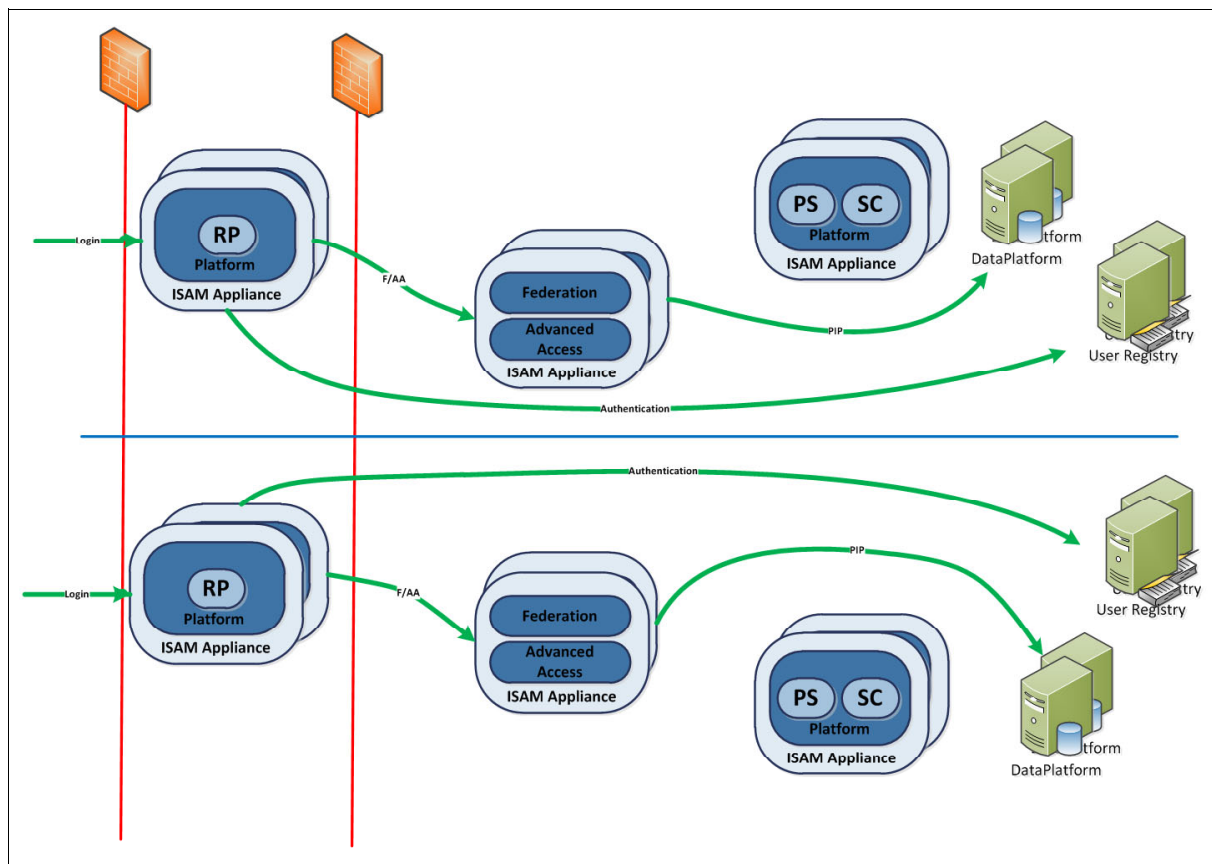 Login
RP
Platform
ISAM Appliance
F/AA
Federation
Advanced
Access
ISAM Appliance
PS SC
Platform
ISAM Appliance
PIP
DataPlatform
User Registry
Authentication
Authentication
Login
RP
Platform
ISAM Appliance
F/AA
Federation
Advanced
Access
ISAM Appliance
PIP
PS SC
Platform
ISAM Appliance
User Registry
DataPlatform